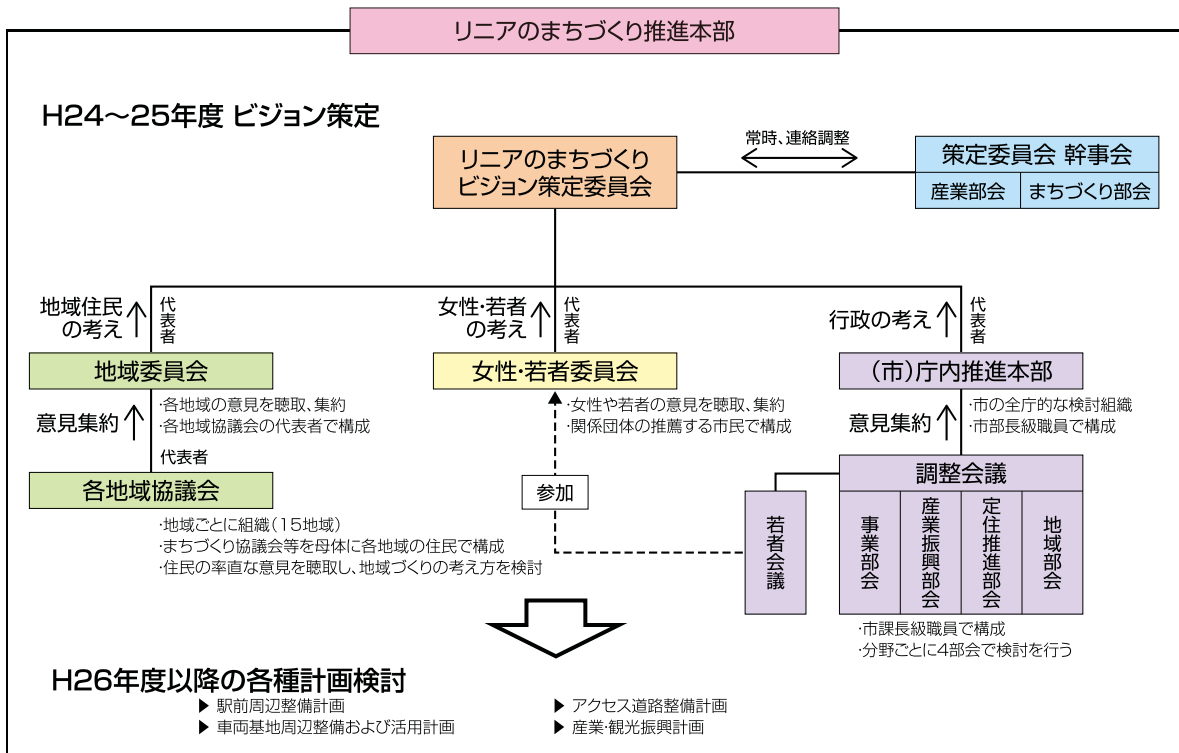 リニアのまちづくり推進本部
H24～25年度 ビジョン策定
リニアのまちづくり
ビジョン策定委員会
常時、連絡調整
策定委員会 幹事会
産業部会
まちづくり部会
地域住民
の考え
代表者
女性・若者
の考え
代表者
行政の考え
代表者
地域委員会
・各地域の意見を聴取、集約
・各地域協議会の代表者で構成
意見集約
代表者
各地域協議会
・地域ごとに組織(15地域)
・まちづくり協議会等を母体に各地域の住民で構成
・住民の率直な意見を聴取し、地域づくりの考え方を検討
女性・若者委員会
・女性や若者の意見を聴取、集約
・関係団体の推薦する市民で構成
参加
(市)庁内推進本部
・市の全庁的な検討組織
・市部長級職員で構成
意見集約
調整会議
若者会議
事業部会
産業振興部会
定住推進部会
地域部会
・市課長級職員で構成
・分野ごとに4部会で検討を行う
H26年度以降の各種計画検討
▶ 駅前周辺整備計画
▶ 車両基地周辺整備および活用計画
▶ アクセス道路整備計画
▶ 産業・観光振興計画